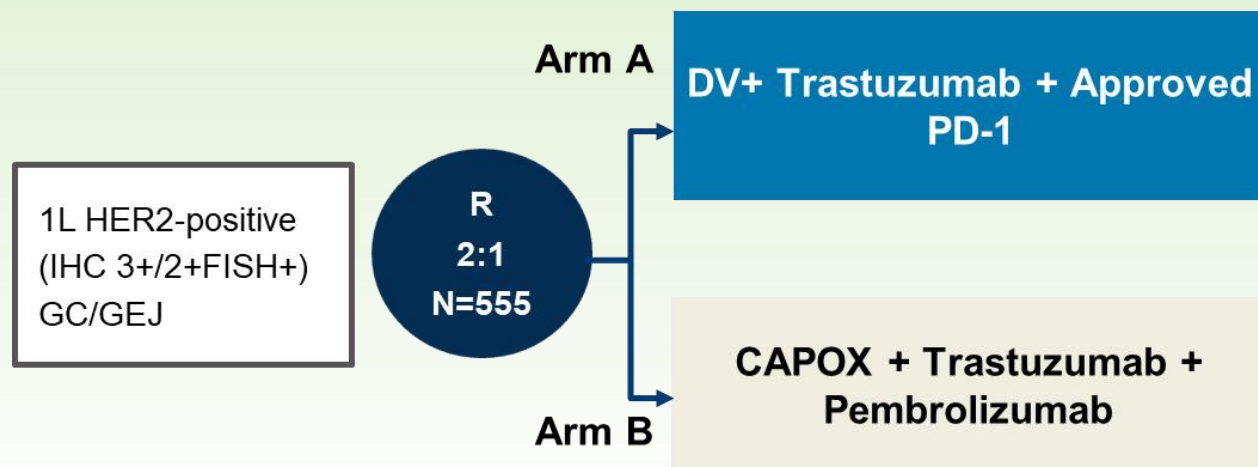 1L HER2-positive
(IHC 3+/2+FISH+)
GC/GEJ
R
2:1
N=555
Arm A
DV+ Trastuzumab + Approved
PD-1
Arm B
CAPOX + Trastuzumab +
Pembrolizumab